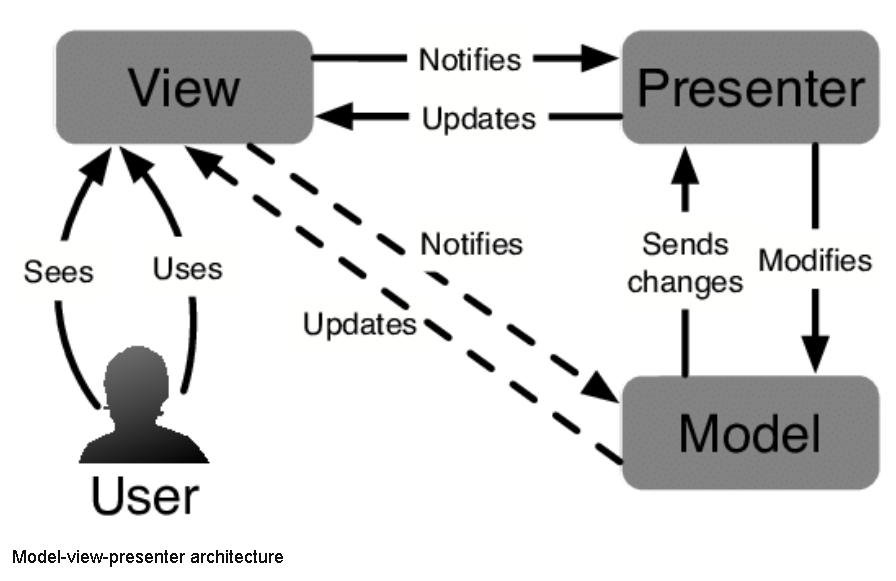 View
Notifies
Presenter
Updates
Sees
Uses
Notifies
Updates
Sends
changes
Modifies
Model
User
Model-view-presenter architecture